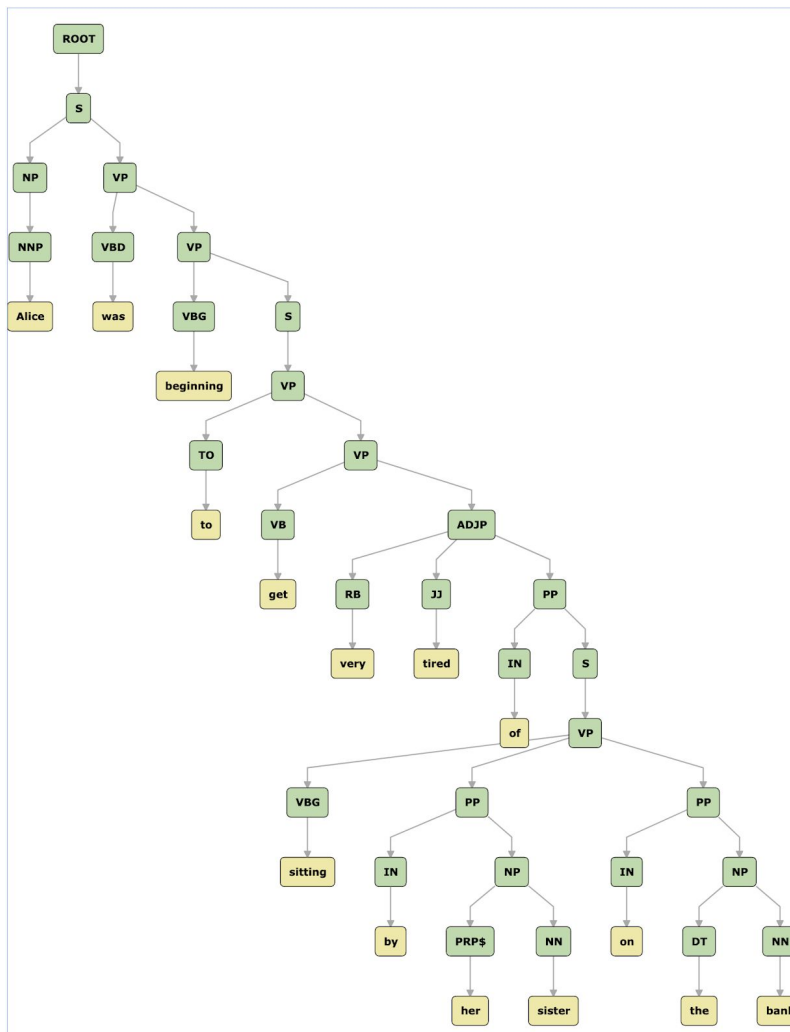 ROOT
S
NP VP
NNP VBD VP
Alice was VBG S
beginning VP
TO VP
to VB ADJP
get RB JJ PP
very tired IN S
of VP
VBG PP PP
sitting IN NP IN NP
by PRP$ NN on DT NN
her sister the